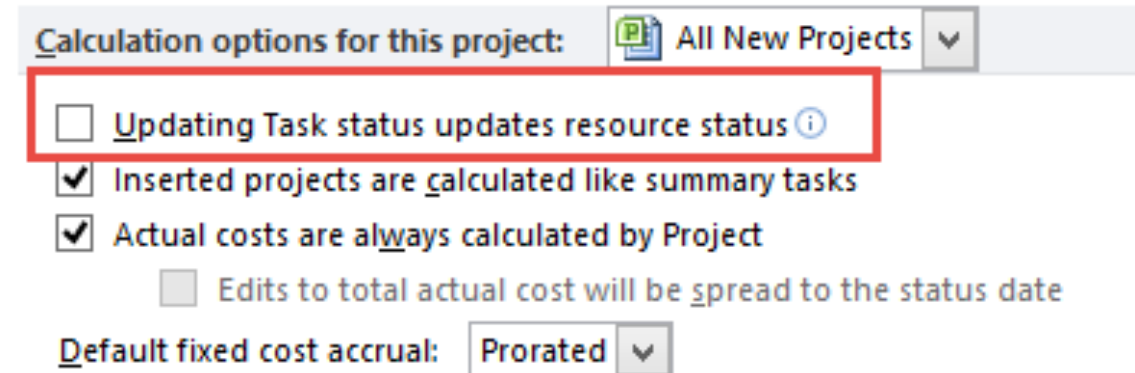 Calculation options for this project: All New Projects
Updating Task status updates resource status
Inserted projects are calculated like summary tasks
Actual costs are always calculated by Project
Edits to total actual cost will be spread to the status date
Default fixed cost accrual: Prorated